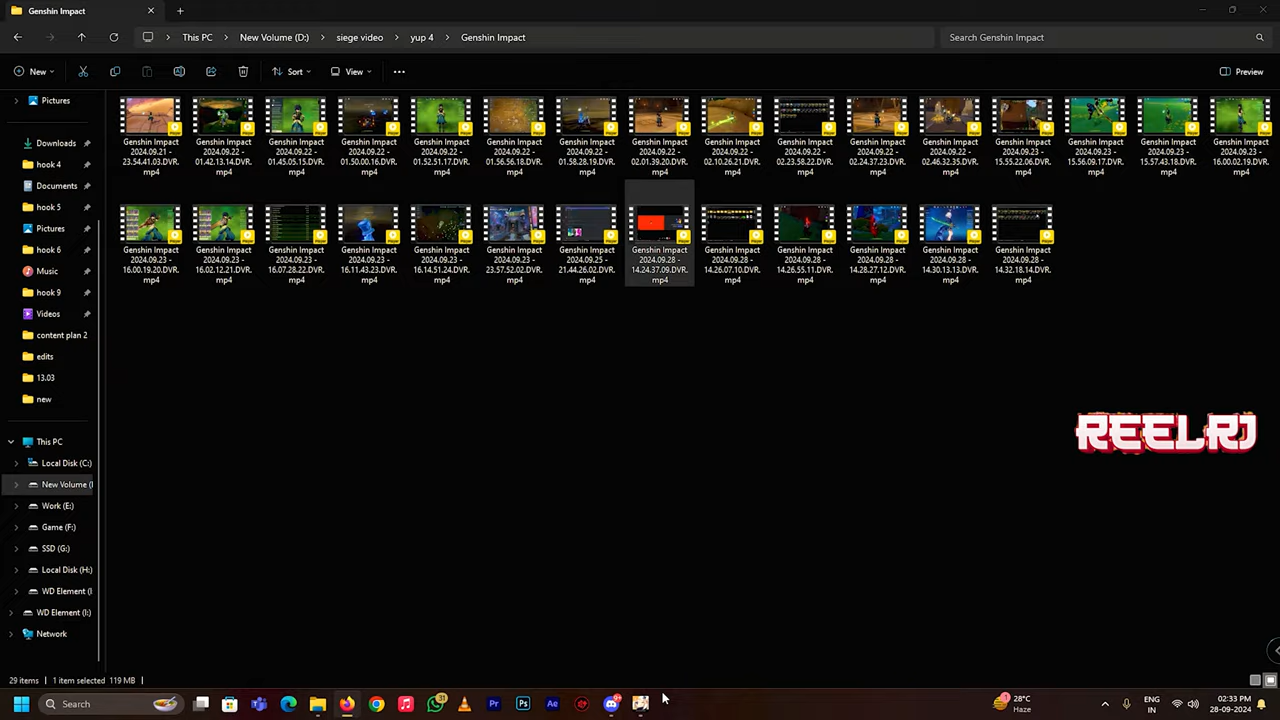 Genshin Impact
This PC
New Volume (D:)
siege video
yup 4
Genshin Impact
Search Genshin Impact
New
Sort
View
Preview
Pictures
Downloads
hook 4
Documents
hook 5
Pictures
hook 6
Music
hook 9
Videos
content plan 2
edits
13.03
new
This PC
Local Disk (C:)
New Volume (
Work (E:)
Game (F:)
SSD (G:)
Local Disk (H:)
WD Element (
WD Element (I:)
Network
Genshin Impact 2024.09.21 - 23.54.41.03.DVR.mp4
Genshin Impact 2024.09.22 - 01.42.13.14.DVR.mp4
Genshin Impact 2024.09.22 - 01.45.05.15.DVR.mp4
Genshin Impact 2024.09.22 - 01.50.00.16.DVR.mp4
Genshin Impact 2024.09.22 - 01.52.51.17.DVR.mp4
Genshin Impact 2024.09.22 - 01.56.56.18.DVR.mp4
Genshin Impact 2024.09.22 - 01.58.28.19.DVR.mp4
Genshin Impact 2024.09.22 - 02.01.39.20.DVR.mp4
Genshin Impact 2024.09.22 - 02.10.26.21.DVR.mp4
Genshin Impact 2024.09.22 - 02.23.58.22.DVR.mp4
Genshin Impact 2024.09.22 - 02.24.37.23.DVR.mp4
Genshin Impact 2024.09.22 - 02.46.32.35.DVR.mp4
Genshin Impact 2024.09.23 - 15.55.22.06.DVR.mp4
Genshin Impact 2024.09.23 - 15.56.09.17.DVR.mp4
Genshin Impact 2024.09.23 - 15.57.43.18.DVR.mp4
Genshin Impact 2024.09.23 - 16.00.02.19.DVR.mp4
Genshin Impact 2024.09.23 - 16.00.19.20.DVR.mp4
Genshin Impact 2024.09.23 - 16.02.12.21.DVR.mp4
Genshin Impact 2024.09.23 - 16.07.28.22.DVR.mp4
Genshin Impact 2024.09.23 - 16.11.43.23.DVR.mp4
Genshin Impact 2024.09.23 - 16.14.51.24.DVR.mp4
Genshin Impact 2024.09.23 - 23.57.52.02.DVR.mp4
Genshin Impact 2024.09.25 - 21.44.26.02.DVR.mp4
Genshin Impact 2024.09.28 - 14.24.37.09.DVR.mp4
Genshin Impact 2024.09.28 - 14.26.07.10.DVR.mp4
Genshin Impact 2024.09.28 - 14.26.55.11.DVR.mp4
Genshin Impact 2024.09.28 - 14.28.27.12.DVR.mp4
Genshin Impact 2024.09.28 - 14.30.13.13.DVR.mp4
Genshin Impact 2024.09.28 - 14.32.18.14.DVR.mp4
REELRJ
29 items
1 item selected 119 MB
Search
28°C
Haze
ENG
IN
02:33 PM
28-09-2024